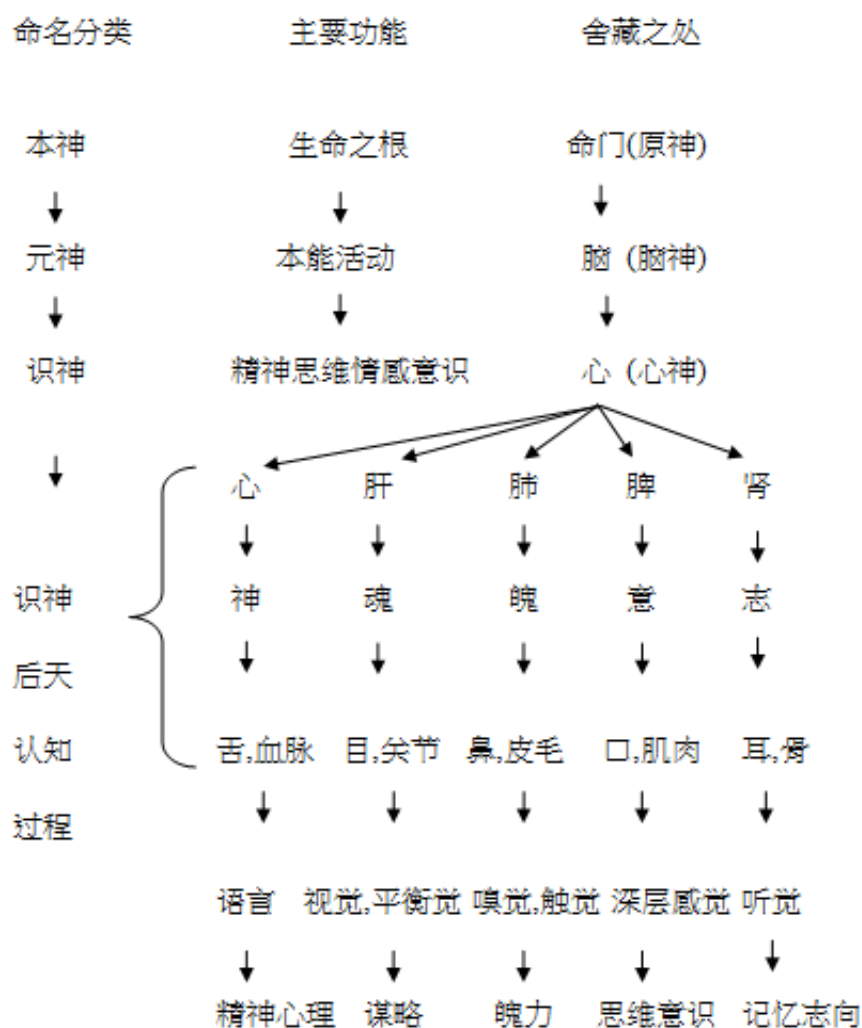 命名分类 主要功能 舍藏之处
本神 生命之根 命门(原神)
元神 本能活动 脑 (脑神)
识神 精神思维情感意识 心 (心神)
心 肝 肺 脾 肾
识神 神 魂 魄 意 志
后天
认知 舌,血脉 目,关节 鼻,皮毛 口,肌肉 耳,骨
过程
语言 视觉,平衡觉 嗅觉,触觉 深层感觉 听觉
精神心理 谋略 魄力 思维意识 记忆志向